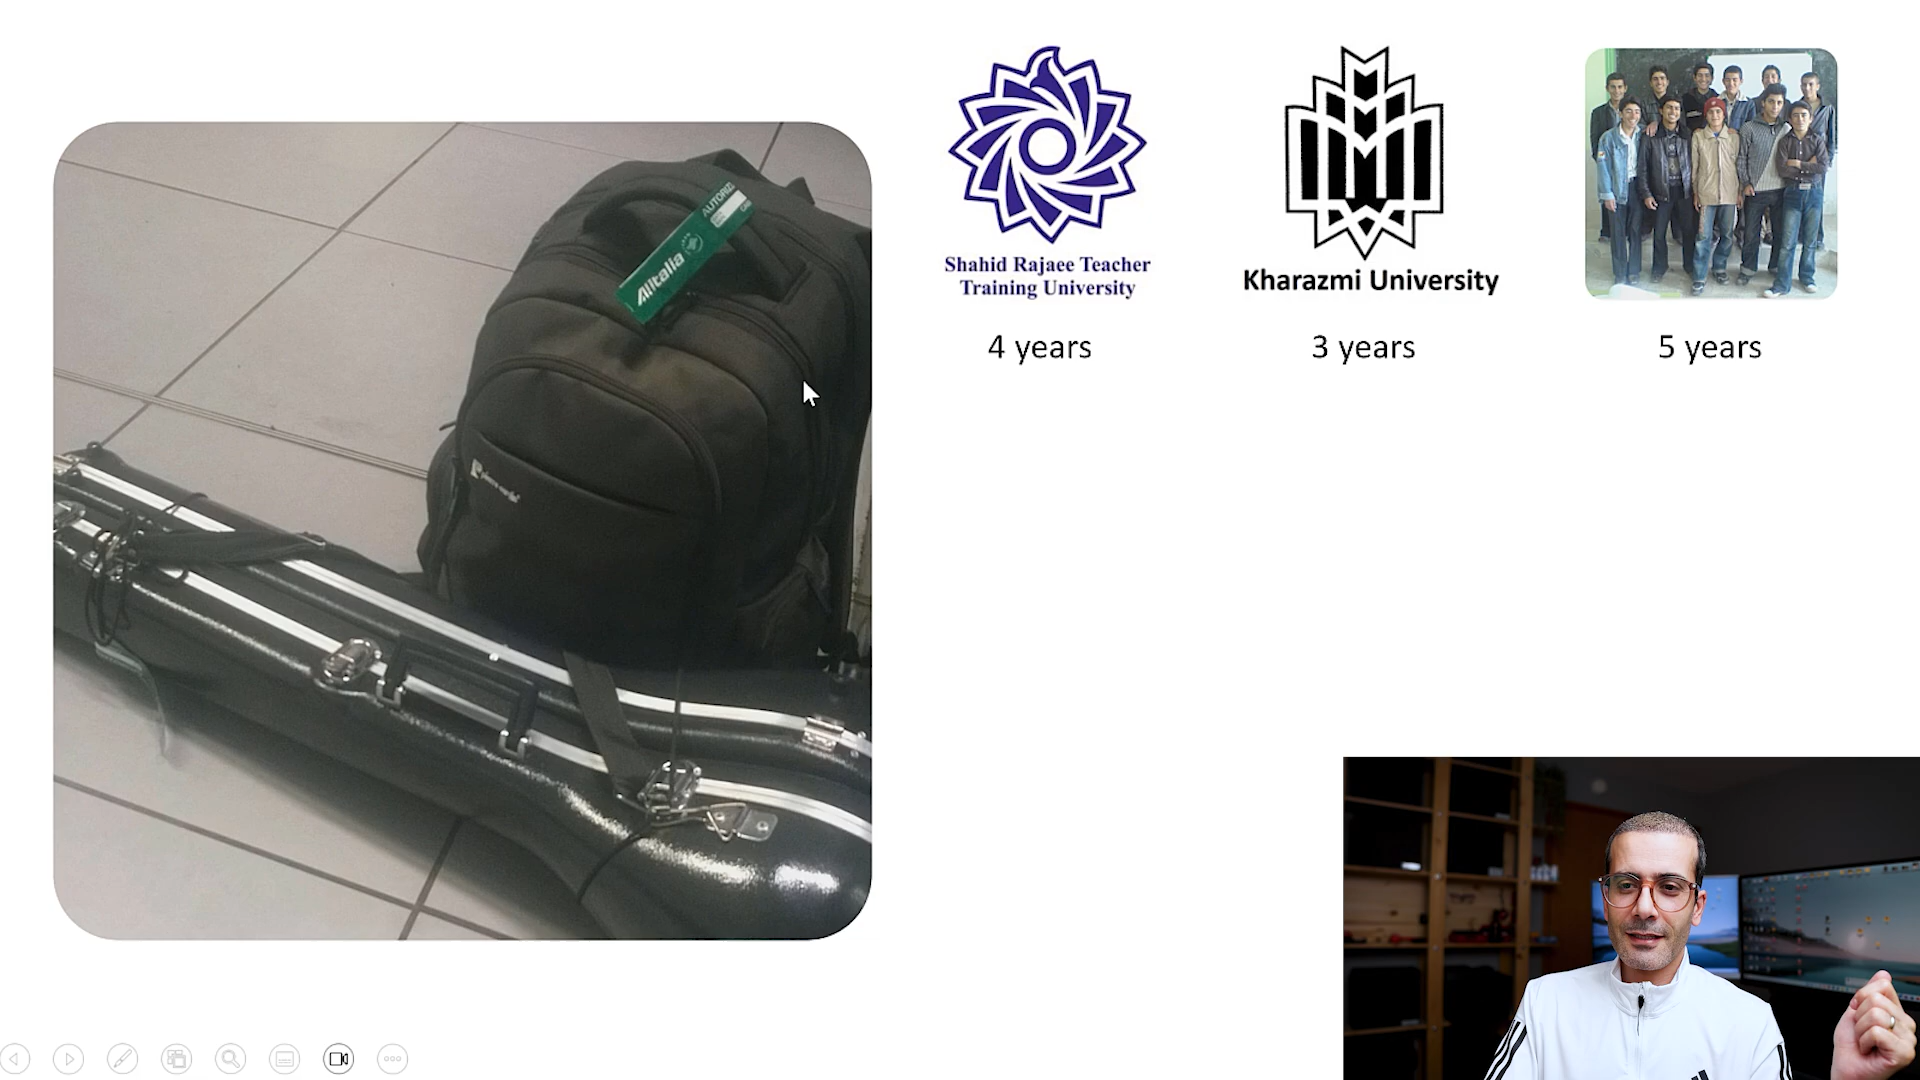 Shahid Rajaee Teacher
Training University
4 years
Kharazmi University
3 years
5 years
Alitalia